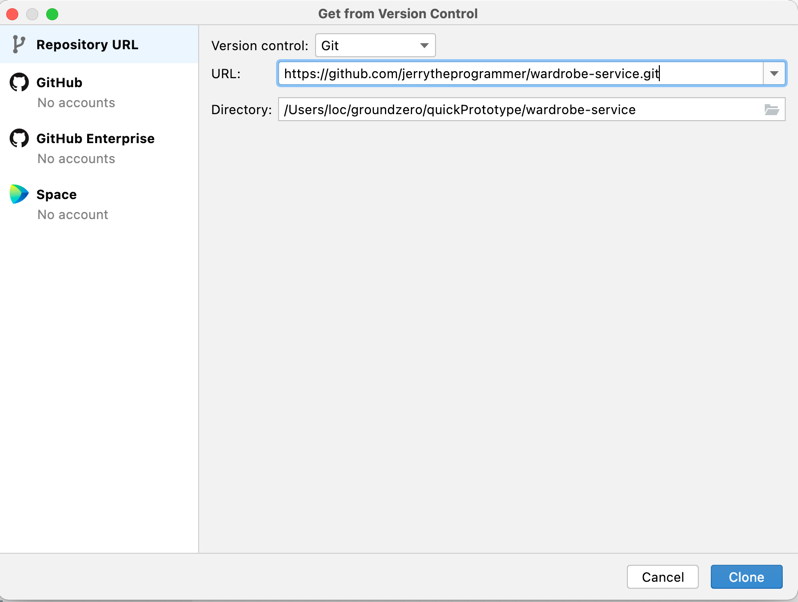 Get from Version Control
Repository URL
GitHub
No accounts
GitHub Enterprise
No accounts
Space
No account
Version control: Git
URL: https://github.com/jerrytheprogrammer/wardrobe-service.git
Directory: /Users/loc/groundzero/quickPrototype/wardrobe-service
Cancel Clone